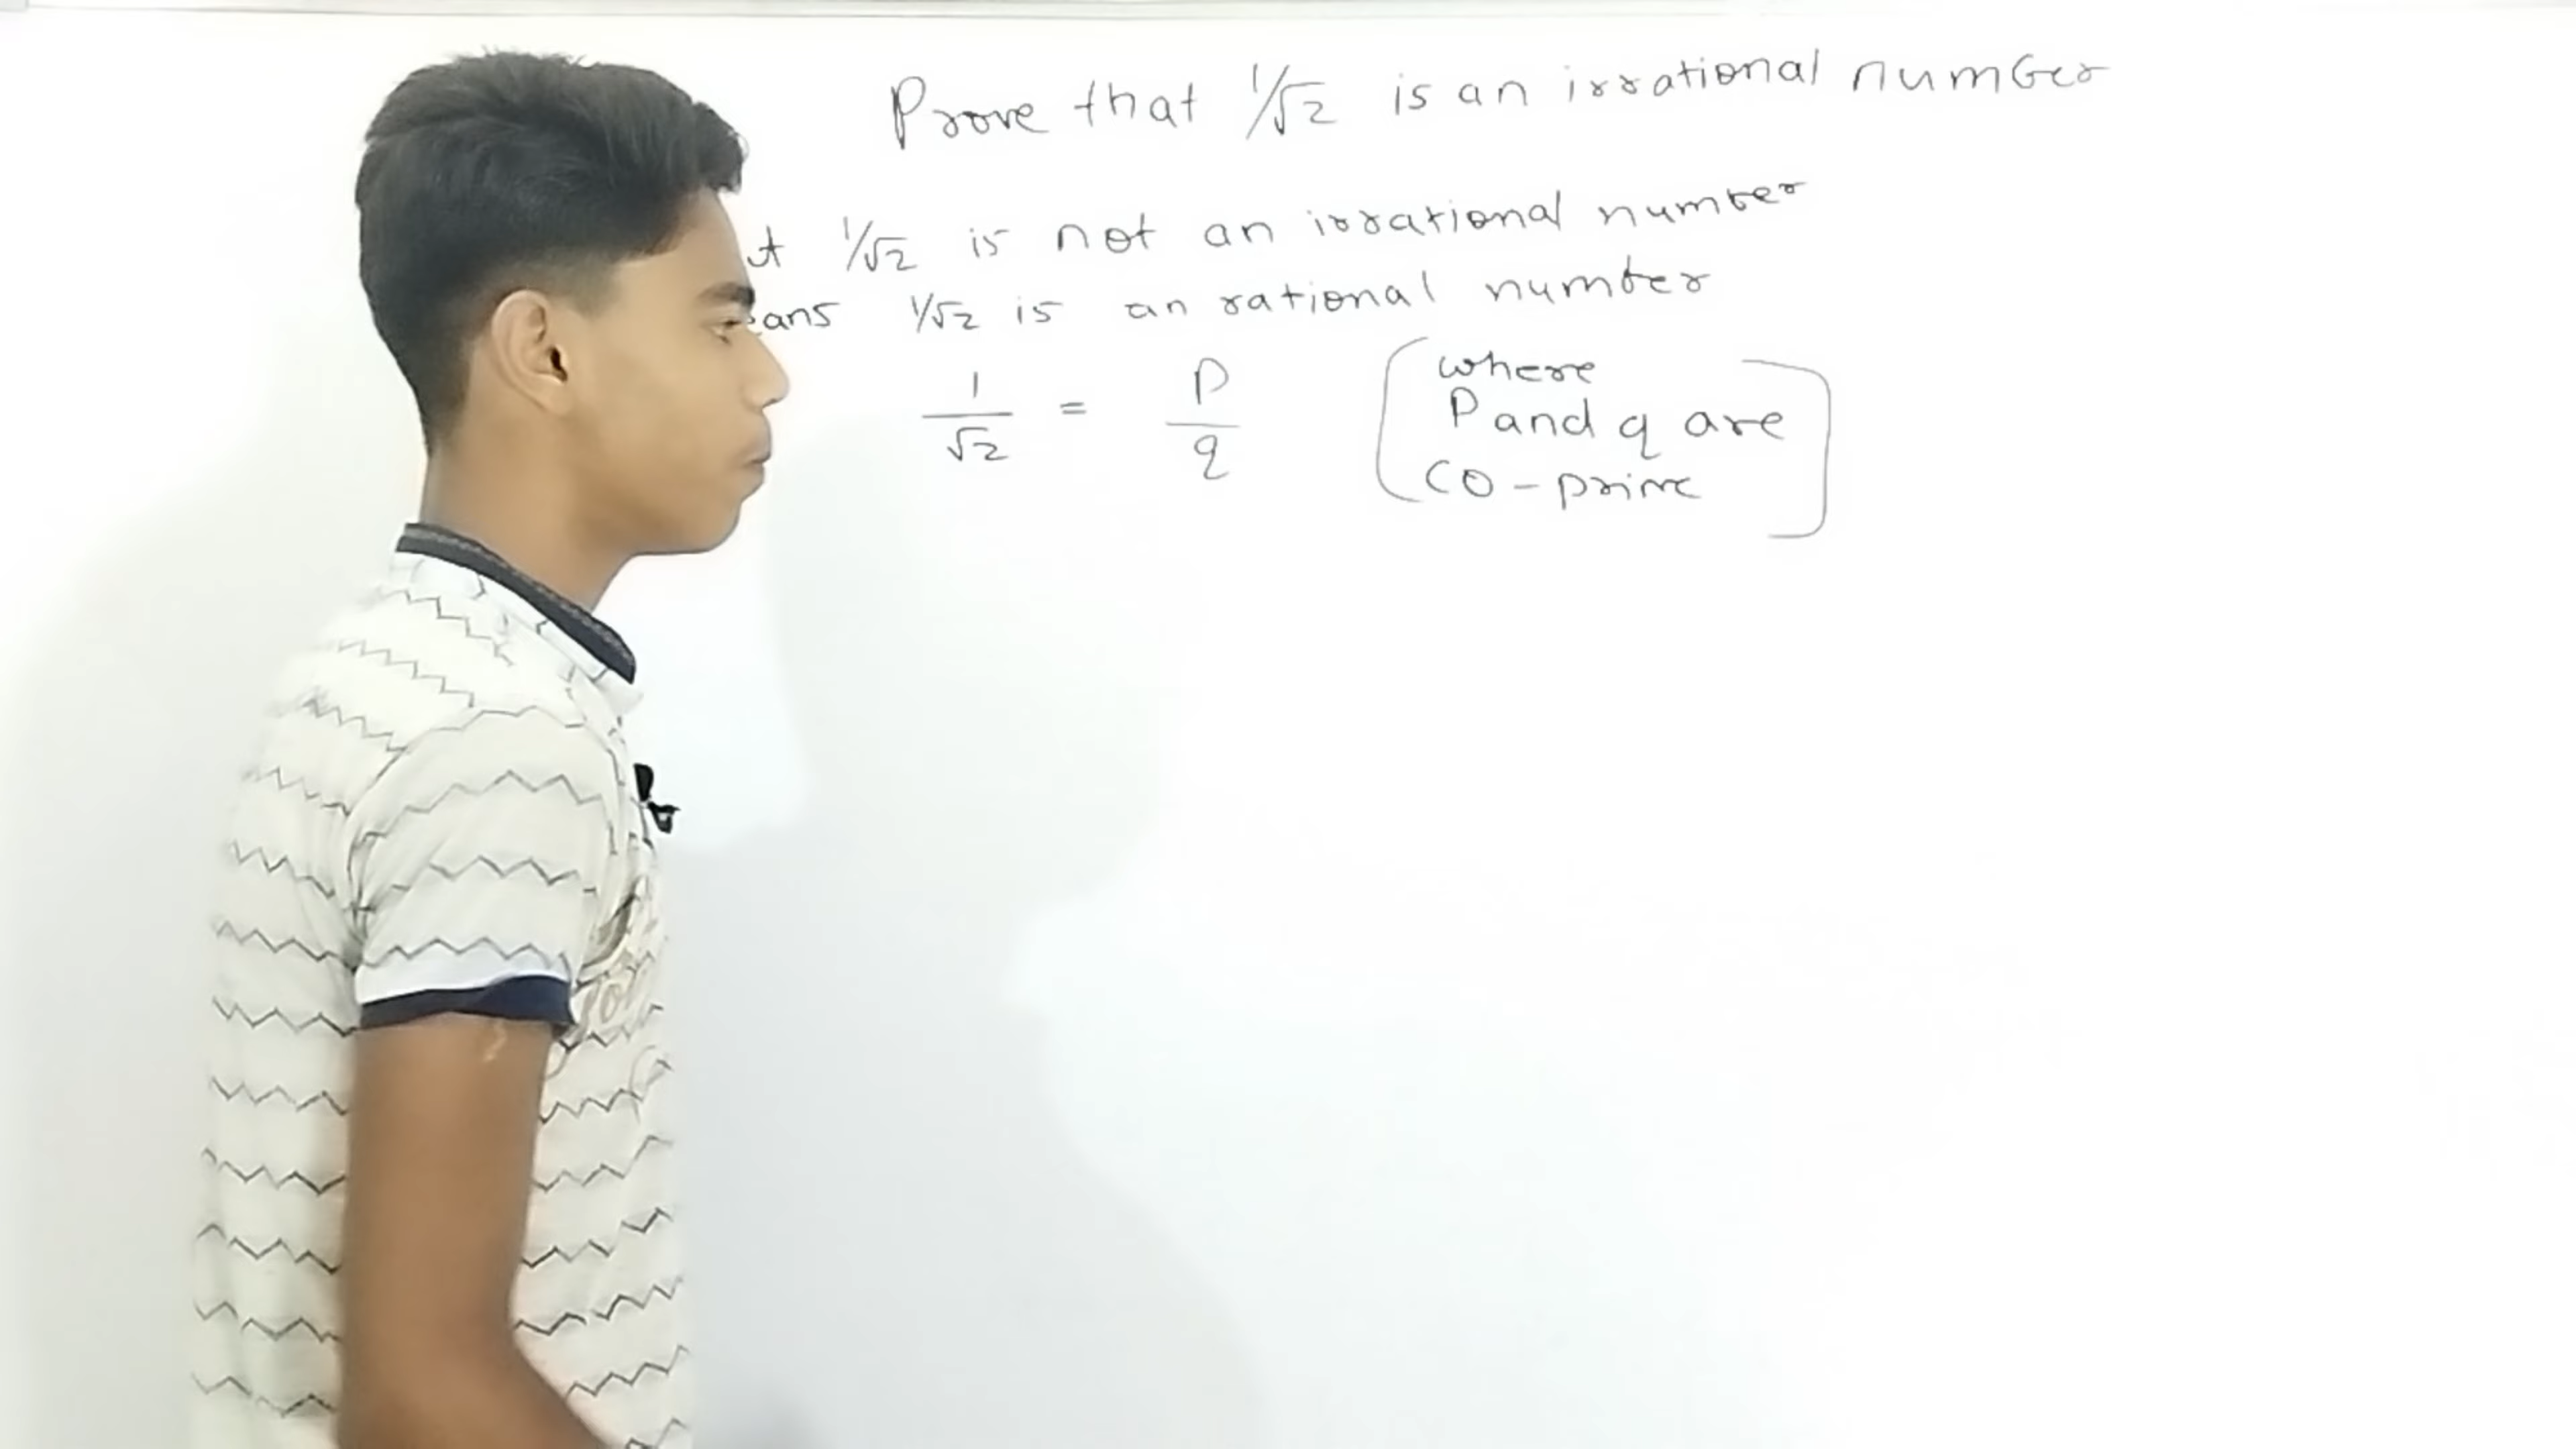 Prove that 1/√2 is an irrational number
1/√2 is not an irrational number
1/√2 is an rational number
1/√2 = P/q
where
P and q are
co-prime